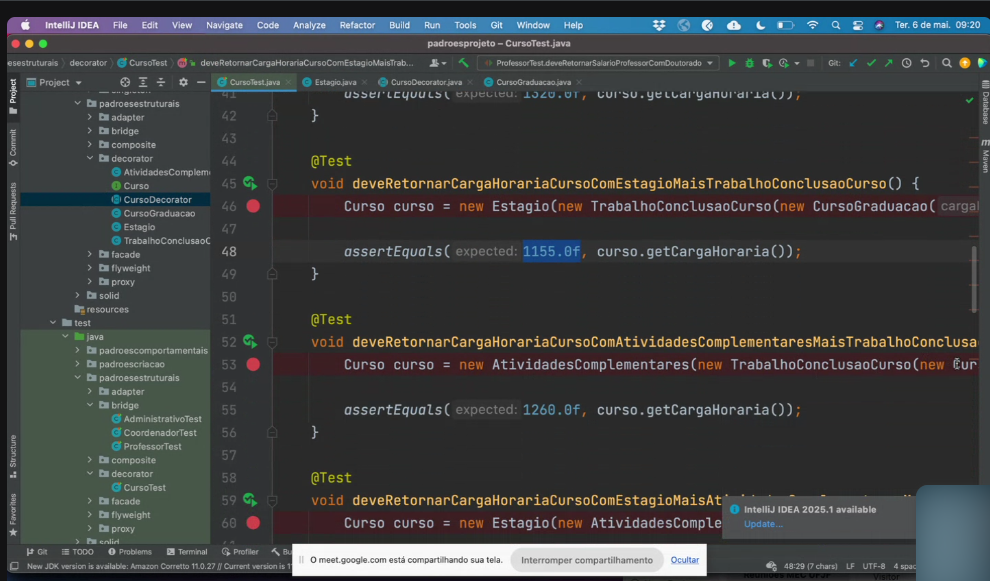 IntelliJ IDEA File Edit View Navigate Code Analyze Refactor Build Run Tools Git Window Help Ter. 6 de mai. 09:20
padroesprojeto – CursoTest.java
esestruturais decorator CursoTest deveRetornarCargaHorariaCursoComEstagioMaisTrab... ProfessorTest.deveRetornarSalarioProfessorComDoutorado Git:
Project CursoTest.java Estagio.java CursoDecorator.java CursoGraduacao.java
Project
Commit
Pull Requests
Structure
Favorites
padroesestruturais
adapter
bridge
composite
decorator
AtividadesComplem
Curso
CursoDecorator
CursoGraduacao
Estagio
TrabalhoConclusaoC
facade
flyweight
proxy
solid
resources
test
java
padroescomportamentais
padroescriacao
padroesestruturais
adapter
bridge
AdministrativoTest
CoordenadorTest
ProfessorTest
composite
decorator
CursoTest
facade
flyweight
proxy
solid
41 assertEquals( expected: 1320.0f, curso.getCargaHoraria());
42 }
43
44 @Test
45 void deveRetornarCargaHorariaCursoComEstagioMaisTrabalhoConclusaoCurso() {
46 Curso curso = new Estagio(new TrabalhoConclusaoCurso(new CursoGraduacao( cargaH
47
48 assertEquals( expected: 1155.0f, curso.getCargaHoraria());
49 }
50
51 @Test
52 void deveRetornarCargaHorariaCursoComAtividadesComplementaresMaisTrabalhoConclusa
53 Curso curso = new AtividadesComplementares(new TrabalhoConclusaoCurso(new Cur
54
55 assertEquals( expected: 1260.0f, curso.getCargaHoraria());
56 }
57
58 @Test
59 void deveRetornarCargaHorariaCursoComEstagioMaisAt
60 Curso curso = new Estagio(new AtividadesComple
Database
Maven
IntelliJ IDEA 2025.1 available
Update...
Git TODO Problems Terminal Profiler Bu
New JDK version is available: Amazon Corretto 11.0.27 // Current version is 11
O meet.google.com está compartilhando sua tela. Interromper compartilhamento Ocultar
48:29 (7 chars) LF UTF-8 4 spac